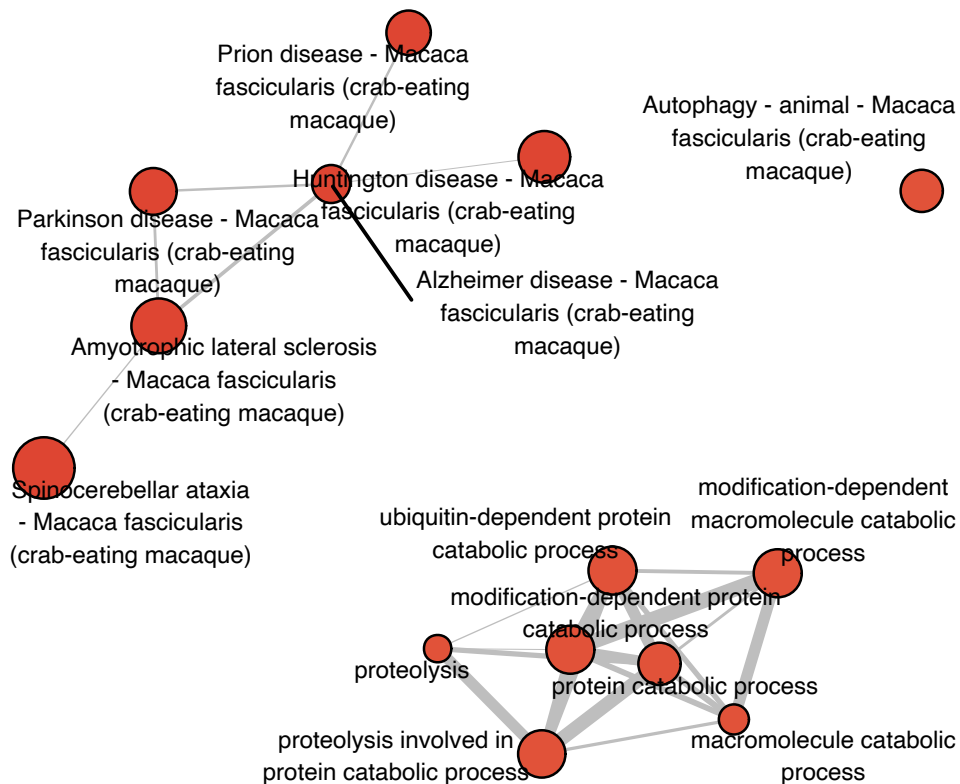 Prion disease - Macaca
fascicularis (crab-eating
macaque)
Autophagy - animal - Macaca
fascicularis (crab-eating
macaque)
Huntington disease - Macaca
fascicularis (crab-eating
macaque)
Parkinson disease - Macaca
fascicularis (crab-eating
macaque)
Alzheimer disease - Macaca
fascicularis (crab-eating
macaque)
Amyotrophic lateral sclerosis
- Macaca fascicularis
(crab-eating macaque)
Spinocerebellar ataxia
- Macaca fascicularis
(crab-eating macaque)
modification-dependent
macromolecule catabolic
process
ubiquitin-dependent protein
catabolic process
modification-dependent protein
catabolic process
proteolysis
protein catabolic process
proteolysis involved in
protein catabolic process
macromolecule catabolic
process